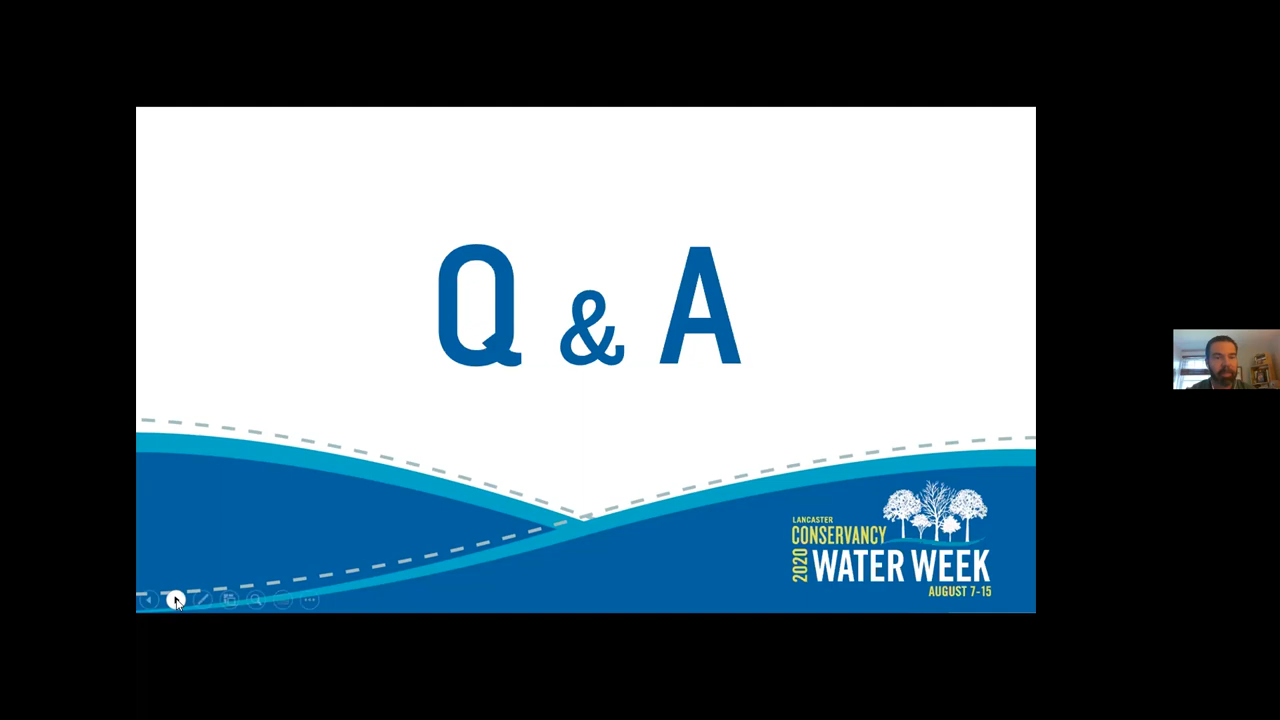 Q & A
LANCASTER
CONSERVANCY
2020
WATER WEEK
AUGUST 7-15